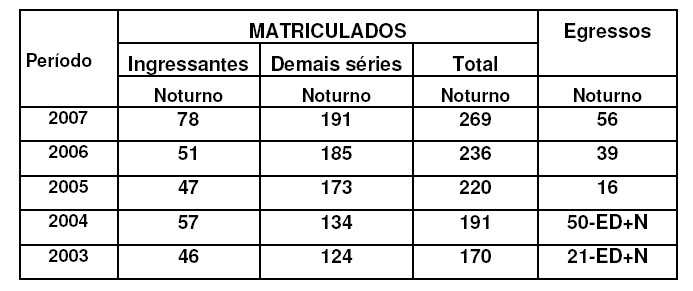 MATRICULADOS Egressos
Período
Ingressantes Demais séries Total
Noturno Noturno Noturno Noturno
2007 78 191 269 56
2006 51 185 236 39
2005 47 173 220 16
2004 57 134 191 50-ED+N
2003 46 124 170 21-ED+N